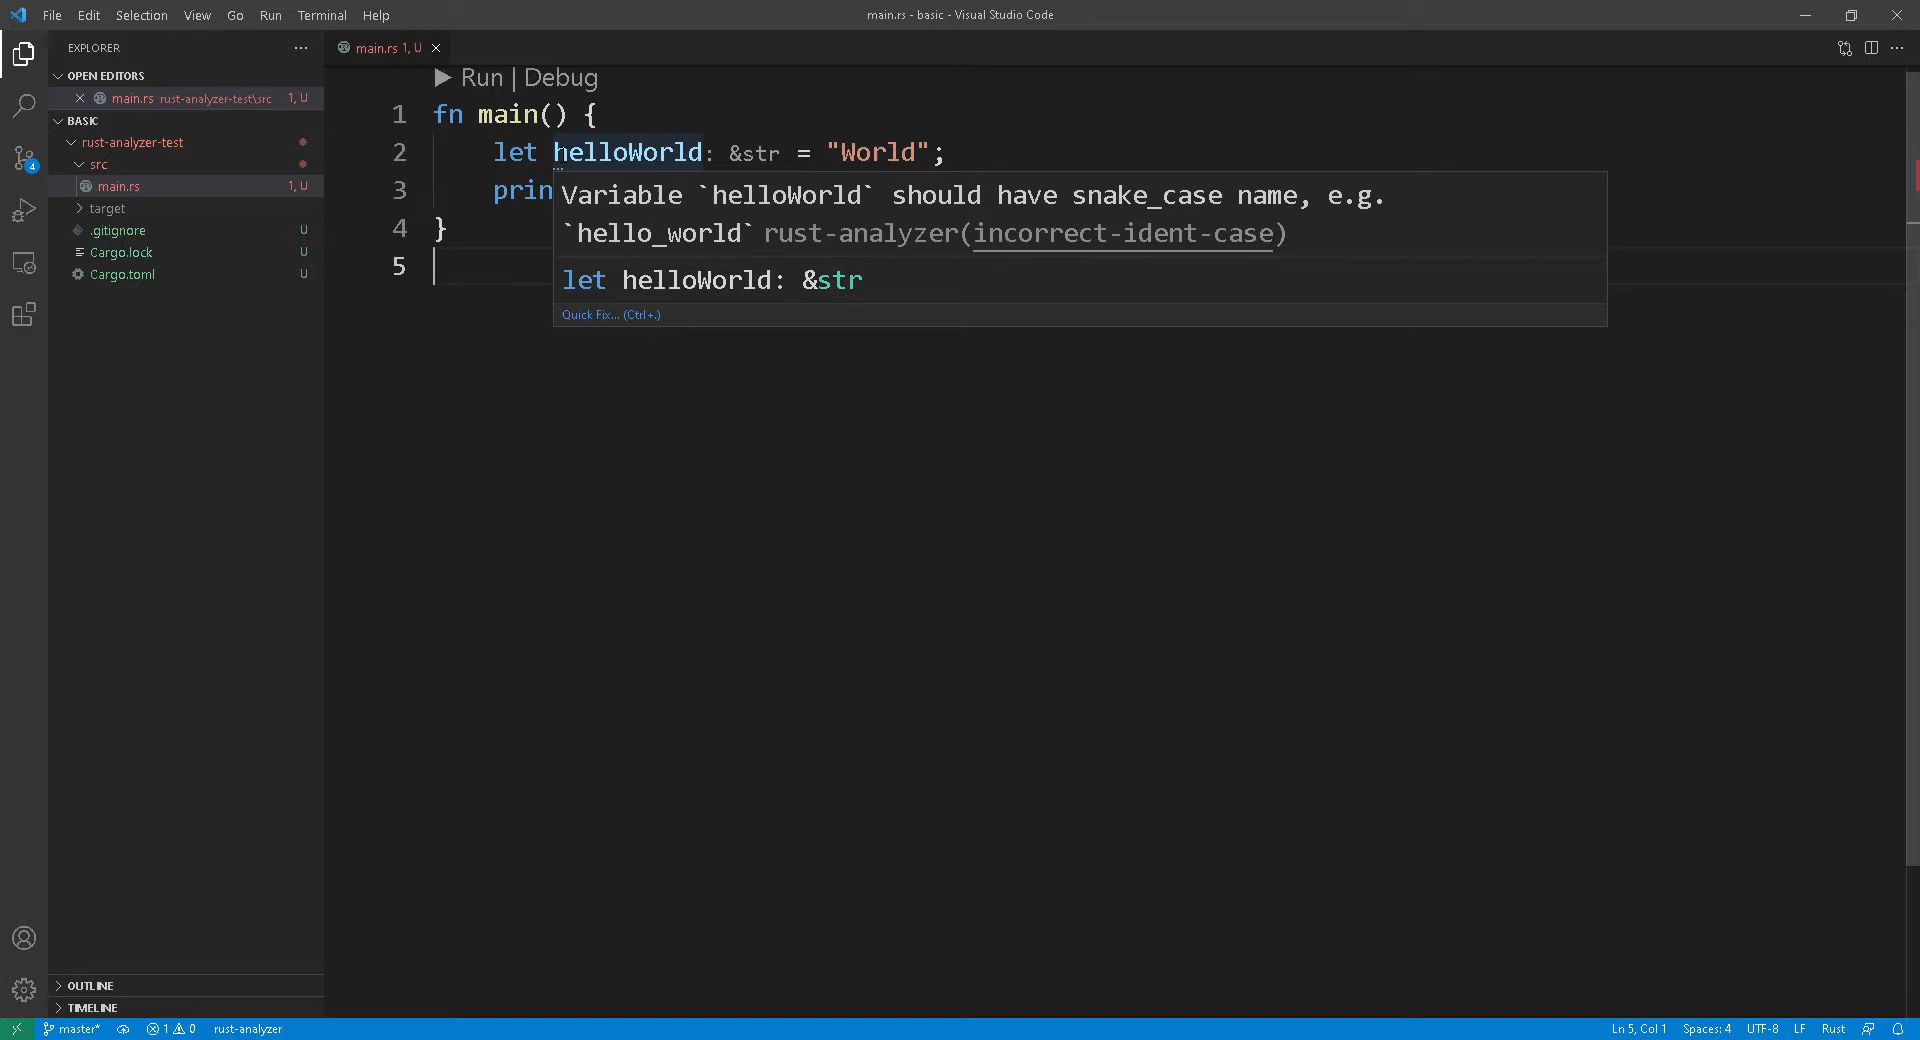 File Edit Selection View Go Run Terminal Help
main.rs - basic - Visual Studio Code
EXPLORER
OPEN EDITORS
main.rs rust-analyzer-test\src 1, U
BASIC
rust-analyzer-test
src
main.rs 1, U
target
.gitignore U
Cargo.lock U
Cargo.toml U
OUTLINE
TIMELINE
main.rs 1, U
Run | Debug
1 fn main() {
2 let helloWorld: &str = "World";
3 prin
4 }
5
Variable `helloWorld` should have snake_case name, e.g.
`hello_world` rust-analyzer(incorrect-ident-case)
let helloWorld: &str
Quick Fix... (Ctrl+.)
4
master* 1 0 rust-analyzer
Ln 5, Col 1 Spaces: 4 UTF-8 LF Rust